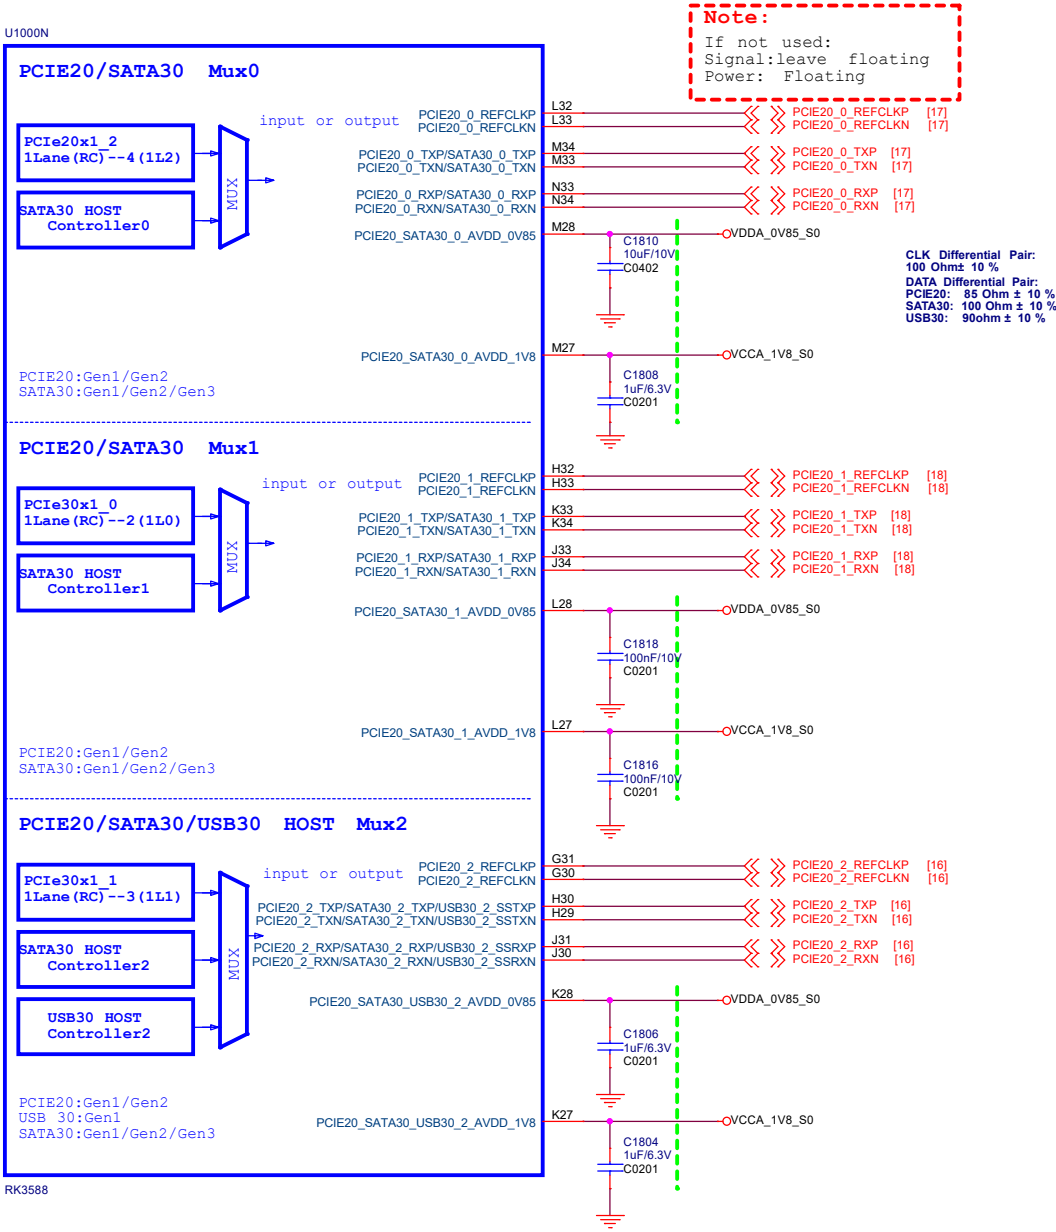 U1000N
Note:
If not used:
Signal:leave floating
Power: Floating
PCIE20/SATA30 Mux0
input or output
PCIe20x1_2
1Lane(RC)--4(1L2)
SATA30 HOST
Controller0
MUX
PCIE20_0_REFCLKP L32 PCIE20_0_REFCLKP [17]
PCIE20_0_REFCLKN L33 PCIE20_0_REFCLKN [17]
PCIE20_0_TXP/SATA30_0_TXP M34 PCIE20_0_TXP [17]
PCIE20_0_TXN/SATA30_0_TXN M33 PCIE20_0_TXN [17]
PCIE20_0_RXP/SATA30_0_RXP N33 PCIE20_0_RXP [17]
PCIE20_0_RXN/SATA30_0_RXN N34 PCIE20_0_RXN [17]
PCIE20_SATA30_0_AVDD_0V85 M28 VDDA_0V85_S0
C1810
10uF/10V
C0402
CLK Differential Pair:
100 Ohm± 10 %
DATA Differential Pair:
PCIE20: 85 Ohm ± 10 %
SATA30: 100 Ohm ± 10 %
USB30: 90ohm ± 10 %
PCIE20_SATA30_0_AVDD_1V8 M27 VCCA_1V8_S0
C1808
1uF/6.3V
C0201
PCIE20:Gen1/Gen2
SATA30:Gen1/Gen2/Gen3
PCIE20/SATA30 Mux1
input or output
PCIe30x1_0
1Lane(RC)--2(1L0)
SATA30 HOST
Controller1
MUX
PCIE20_1_REFCLKP H32 PCIE20_1_REFCLKP [18]
PCIE20_1_REFCLKN H33 PCIE20_1_REFCLKN [18]
PCIE20_1_TXP/SATA30_1_TXP K33 PCIE20_1_TXP [18]
PCIE20_1_TXN/SATA30_1_TXN K34 PCIE20_1_TXN [18]
PCIE20_1_RXP/SATA30_1_RXP J33 PCIE20_1_RXP [18]
PCIE20_1_RXN/SATA30_1_RXN J34 PCIE20_1_RXN [18]
PCIE20_SATA30_1_AVDD_0V85 L28 VDDA_0V85_S0
C1818
100nF/10V
C0201
PCIE20_SATA30_1_AVDD_1V8 L27 VCCA_1V8_S0
C1816
100nF/10V
C0201
PCIE20:Gen1/Gen2
SATA30:Gen1/Gen2/Gen3
PCIE20/SATA30/USB30 HOST Mux2
input or output
PCIe30x1_1
1Lane(RC)--3(1L1)
SATA30 HOST
Controller2
USB30 HOST
Controller2
MUX
PCIE20_2_REFCLKP G31 PCIE20_2_REFCLKP [16]
PCIE20_2_REFCLKN G30 PCIE20_2_REFCLKN [16]
PCIE20_2_TXP/SATA30_2_TXP/USB30_2_SSTXP H30 PCIE20_2_TXP [16]
PCIE20_2_TXN/SATA30_2_TXN/USB30_2_SSTXN H29 PCIE20_2_TXN [16]
PCIE20_2_RXP/SATA30_2_RXP/USB30_2_SSRXP J31 PCIE20_2_RXP [16]
PCIE20_2_RXN/SATA30_2_RXN/USB30_2_SSRXN J30 PCIE20_2_RXN [16]
PCIE20_SATA30_USB30_2_AVDD_0V85 K28 VDDA_0V85_S0
C1806
1uF/6.3V
C0201
PCIE20:Gen1/Gen2
USB 30:Gen1
SATA30:Gen1/Gen2/Gen3
PCIE20_SATA30_USB30_2_AVDD_1V8 K27 VCCA_1V8_S0
C1804
1uF/6.3V
C0201
RK3588